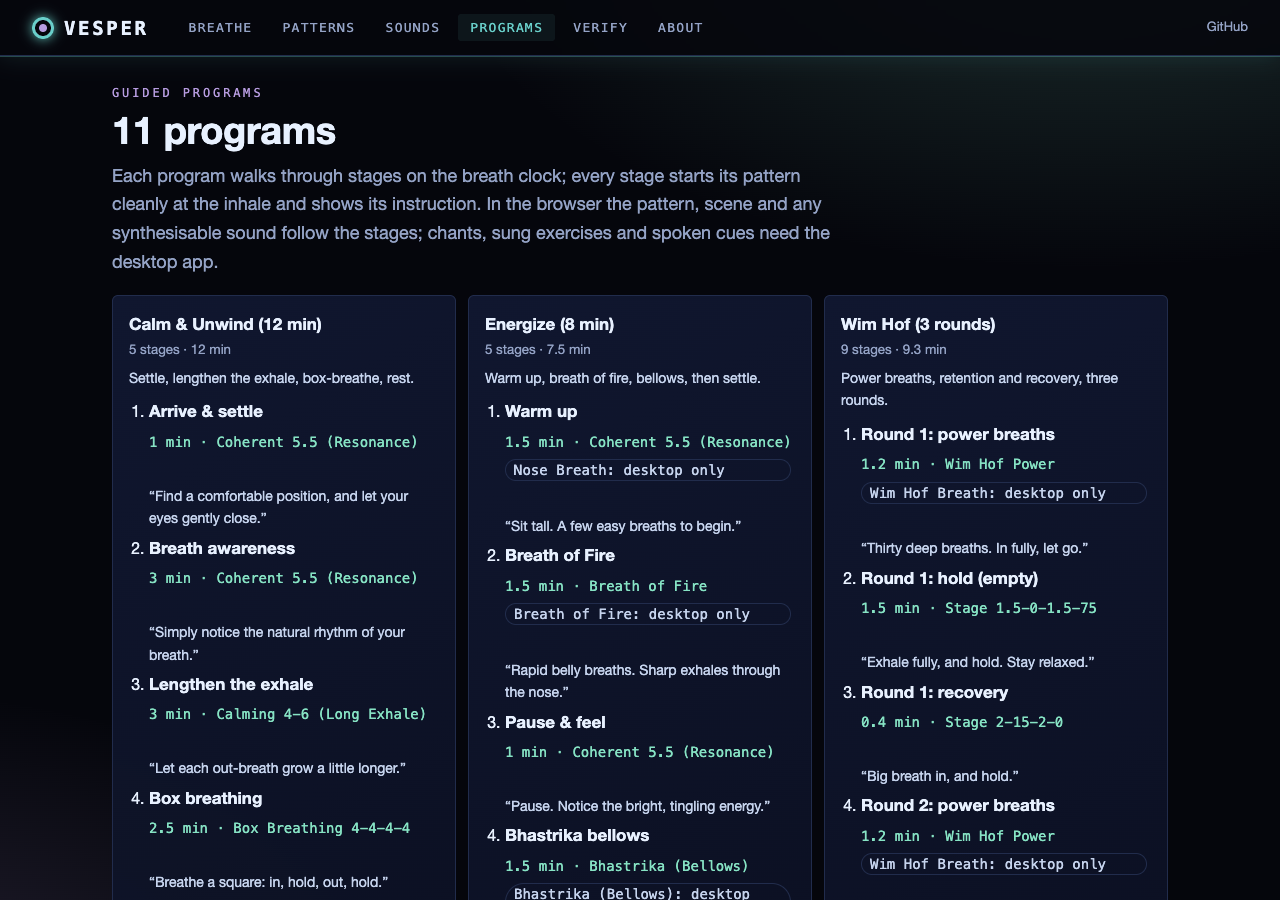 VESPER
BREATHE
PATTERNS
SOUNDS
PROGRAMS
VERIFY
ABOUT
GitHub
GUIDED PROGRAMS
11 programs
Each program walks through stages on the breath clock; every stage starts its pattern
cleanly at the inhale and shows its instruction. In the browser the pattern, scene and any
synthesisable sound follow the stages; chants, sung exercises and spoken cues need the
desktop app.
Calm & Unwind (12 min)
5 stages · 12 min
Settle, lengthen the exhale, box-breathe, rest.
1. Arrive & settle
1 min · Coherent 5.5 (Resonance)
“Find a comfortable position, and let your
eyes gently close.”
2. Breath awareness
3 min · Coherent 5.5 (Resonance)
“Simply notice the natural rhythm of your
breath.”
3. Lengthen the exhale
3 min · Calming 4–6 (Long Exhale)
“Let each out-breath grow a little longer.”
4. Box breathing
2.5 min · Box Breathing 4–4–4–4
“Breathe a square: in, hold, out, hold.”
Energize (8 min)
5 stages · 7.5 min
Warm up, breath of fire, bellows, then settle.
1. Warm up
1.5 min · Coherent 5.5 (Resonance)
Nose Breath: desktop only
“Sit tall. A few easy breaths to begin.”
2. Breath of Fire
1.5 min · Breath of Fire
Breath of Fire: desktop only
“Rapid belly breaths. Sharp exhales through
the nose.”
3. Pause & feel
1 min · Coherent 5.5 (Resonance)
“Pause. Notice the bright, tingling energy.”
4. Bhastrika bellows
1.5 min · Bhastrika (Bellows)
Bhastrika (Bellows): desktop
Wim Hof (3 rounds)
9 stages · 9.3 min
Power breaths, retention and recovery, three
rounds.
1. Round 1: power breaths
1.2 min · Wim Hof Power
Wim Hof Breath: desktop only
“Thirty deep breaths. In fully, let go.”
2. Round 1: hold (empty)
1.5 min · Stage 1.5–0–1.5–75
“Exhale fully, and hold. Stay relaxed.”
3. Round 1: recovery
0.4 min · Stage 2–15–2–0
“Big breath in, and hold.”
4. Round 2: power breaths
1.2 min · Wim Hof Power
Wim Hof Breath: desktop only